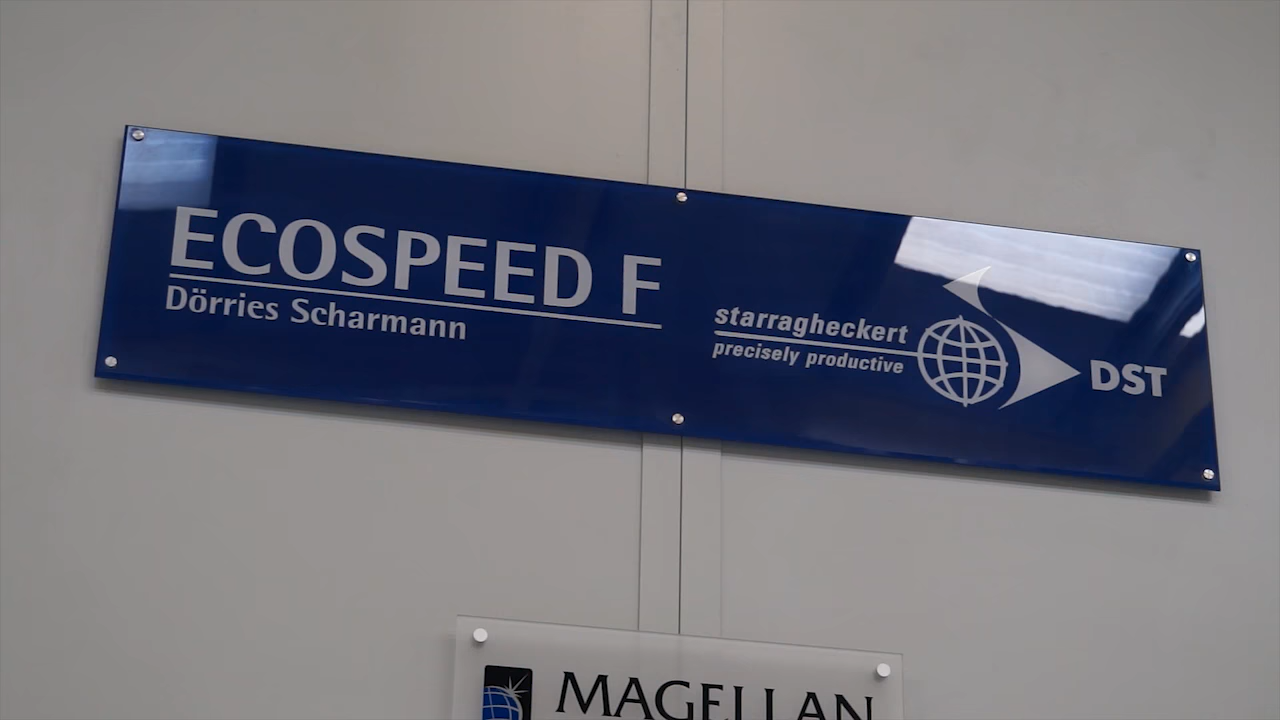 ECOSPEED F
Dörries Scharmann
starragheckert
precisely productive
DST
MAGELLAN